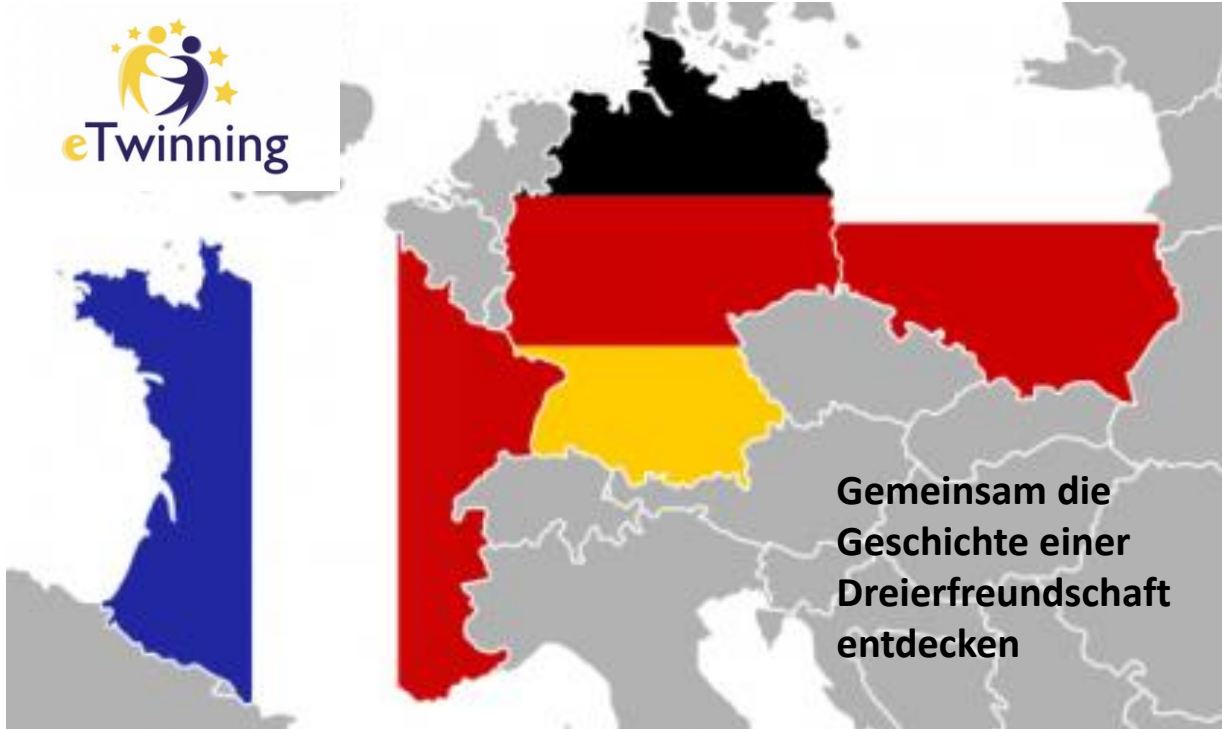 eTwinning
Gemeinsam die
Geschichte einer
Dreierfreundschaft
entdecken